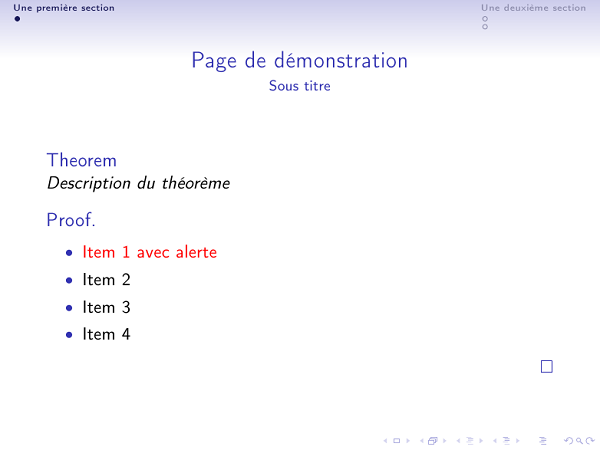 Une première section
Une deuxième section
Page de démonstration
Sous titre
Theorem
Description du théorème
Proof.
Item 1 avec alerte
Item 2
Item 3
Item 4